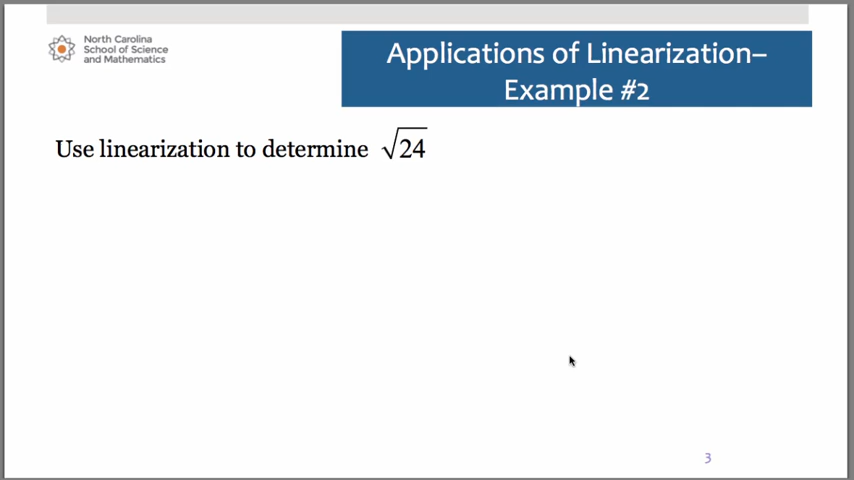 North Carolina
School of Science
and Mathematics
Applications of Linearization–
Example #2
Use linearization to determine √24
3